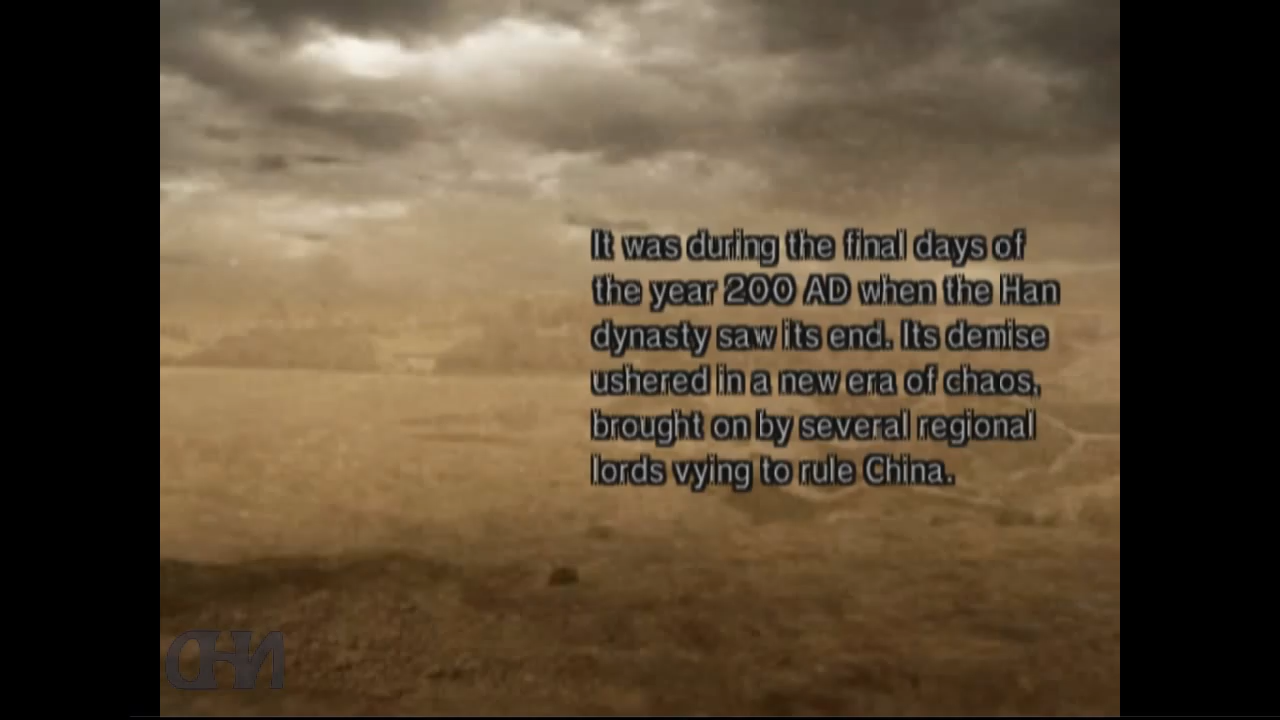 It was during the final days of
the year 200 AD when the Han
dynasty saw its end. Its demise
ushered in a new era of chaos,
brought on by several regional
lords vying to rule China.